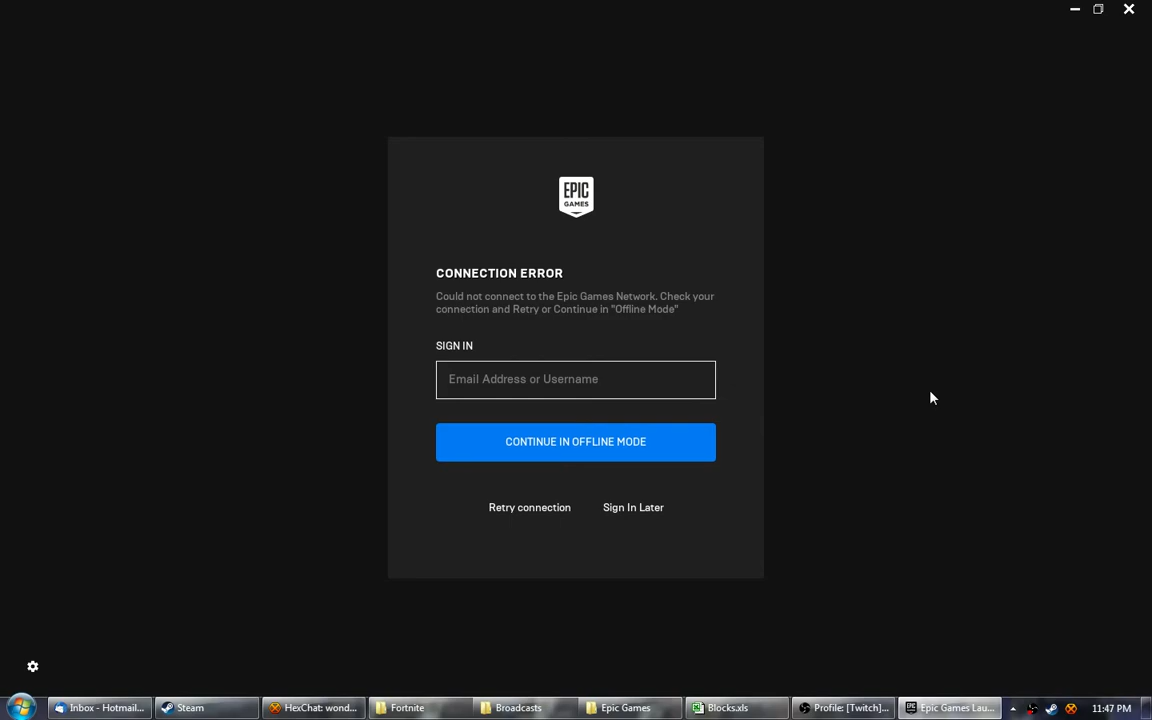 EPIC
GAMES
CONNECTION ERROR
Could not connect to the Epic Games Network. Check your
connection and Retry or Continue in "Offline Mode"
SIGN IN
Email Address or Username
CONTINUE IN OFFLINE MODE
Retry connection Sign In Later
Inbox - Hotmail... Steam HexChat: wond... Fortnite Broadcasts Epic Games Blocks.xls Profile: [Twitch]... Epic Games Lau... 11:47 PM